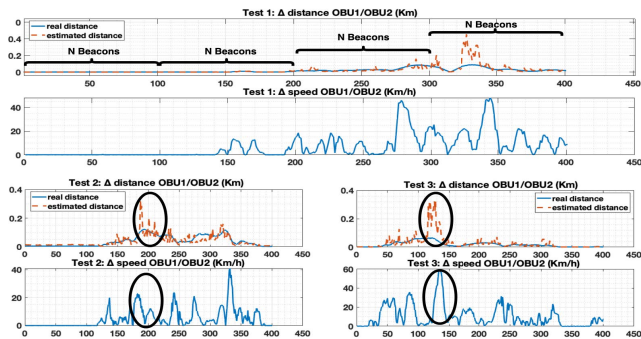 Test 1: Δ distance OBU1/OBU2 (Km)
real distance
estimated distance
N Beacons
N Beacons
N Beacons
N Beacons
0.6
0.4
0.2
0
0 50 100 150 200 250 300 350 400 450
Test 1: Δ speed OBU1/OBU2 (Km/h)
40
20
0
0 50 100 150 200 250 300 350 400 450
Test 2: Δ distance OBU1/OBU2 (Km)
real distance
estimated distance
0.4
0.2
0
0 50 100 150 200 250 300 350 400 450
Test 2: Δ speed OBU1/OBU2 (Km/h)
40
20
0
0 50 100 150 200 250 300 350 400 450
Test 3: Δ distance OBU1/OBU2 (Km)
real distance
estimated distance
0.4
0.2
0
0 50 100 150 200 250 300 350 400 450
Test 3: Δ speed OBU1/OBU2 (Km/h)
60
40
20
0
0 50 100 150 200 250 300 350 400 450